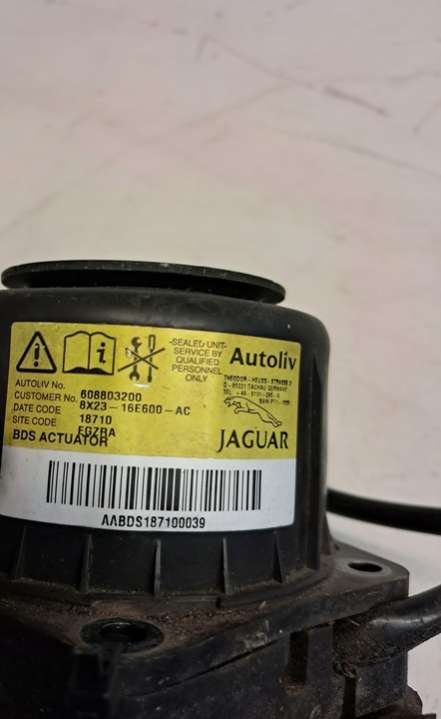 -SEALED UNIT-
SERVICE BY
QUALIFIED
PERSONNEL
ONLY
Autoliv
AUTOLIV No. 608803200
CUSTOMER No. 8X23-16E600-AC
DATE CODE 18710
SITE CODE FGZRA
BDS ACTUATOR
JAGUAR
AABDS187100039